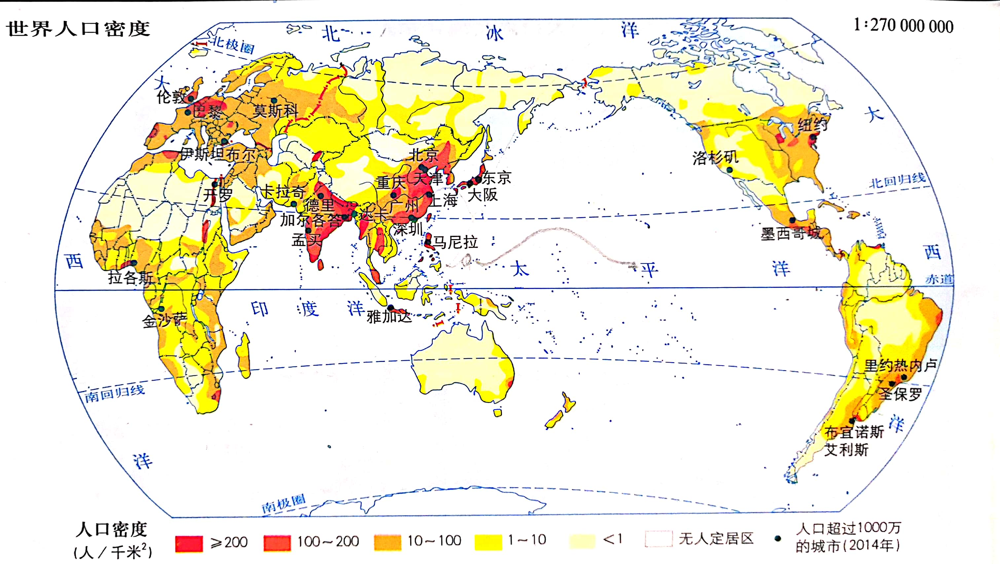 世界人口密度
1:270 000 000
北 冰 洋
北极圈
大
伦敦
巴黎
莫斯科
大
纽约
伊斯坦布尔
北京
洛杉矶
重庆
天津
东京
北回归线
开罗
卡拉奇
上海
大阪
德里
广州
加尔各答
达卡
深圳
墨西哥城
孟买
马尼拉
西
西
太 平 洋
拉各斯
赤道
印 度 洋
雅加达
金沙萨
里约热内卢
南回归线
圣保罗
洋
布宜诺斯
艾利斯
洋
南极圈
人口密度
(人/千米²)
≥200
100~200
10~100
1~10
<1
无人定居区
人口超过1000万
的城市(2014年)